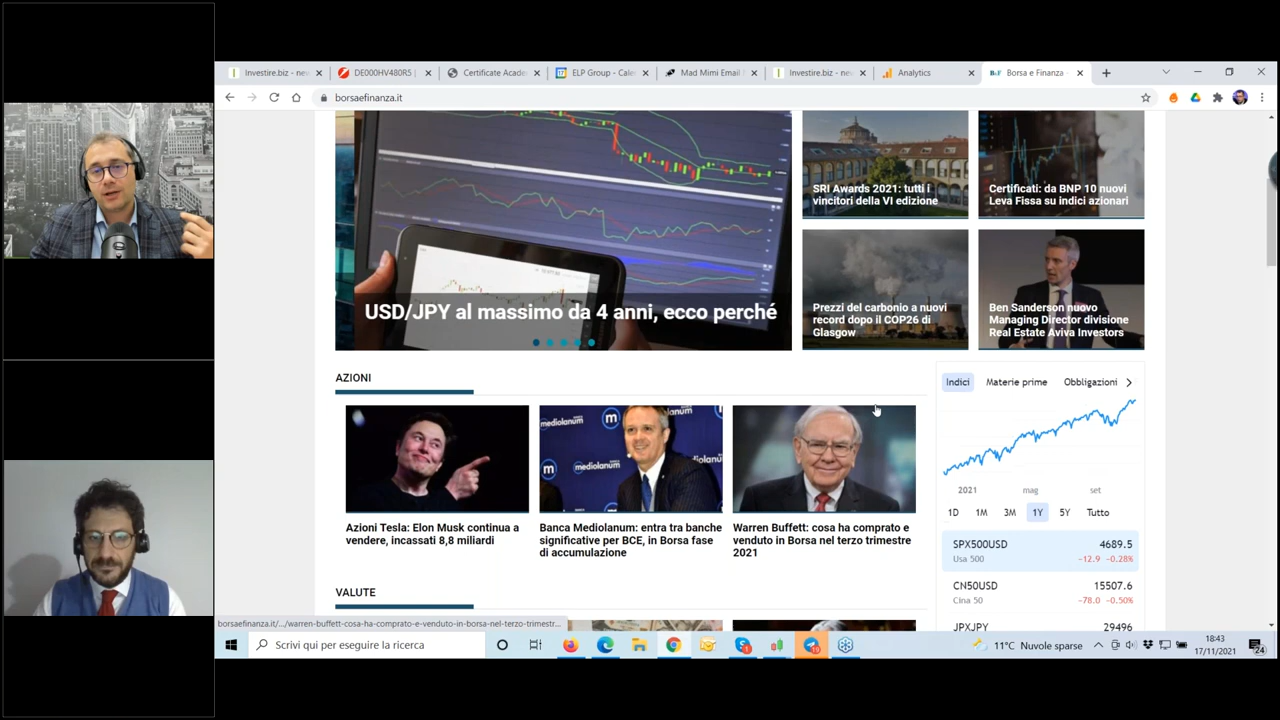 Investire.biz - nev
DE000HV480R5 |
Certificate Acade
ELP Group - Cale
Mad Mimi Email
Investire.biz - nev
Analytics
Borsa e Finanza -
borsaefinanza.it
USD/JPY al massimo da 4 anni, ecco perché
SRI Awards 2021: tutti i
vincitori della VI edizione
Certificati: da BNP 10 nuovi
Leva Fissa su indici azionari
Prezzi del carbonio a nuovi
record dopo il COP26 di
Glasgow
Ben Sanderson nuovo
Managing Director divisione
Real Estate Aviva Investors
AZIONI
mediolanum
mediolanum
Azioni Tesla: Elon Musk continua a
vendere, incassati 8,8 miliardi
Banca Mediolanum: entra tra banche
significative per BCE, in Borsa fase
di accumulazione
Warren Buffett: cosa ha comprato e
venduto in Borsa nel terzo trimestre
2021
VALUTE
Indici Materie prime Obbligazioni
2021 mag set
1D 1M 3M 1Y 5Y Tutto
SPX500USD 4689.5
Usa 500 −12.9 −0.28%
CN50USD 15507.6
Cina 50 −78.0 −0.50%
JPXJPY 29496
borsaefinanza.it/.../warren-buffett-cosa-ha-comprato-e-venduto-in-borsa-nel-terzo-trimestr...
Scrivi qui per eseguire la ricerca
11°C Nuvole sparse
18:43
17/11/2021
24